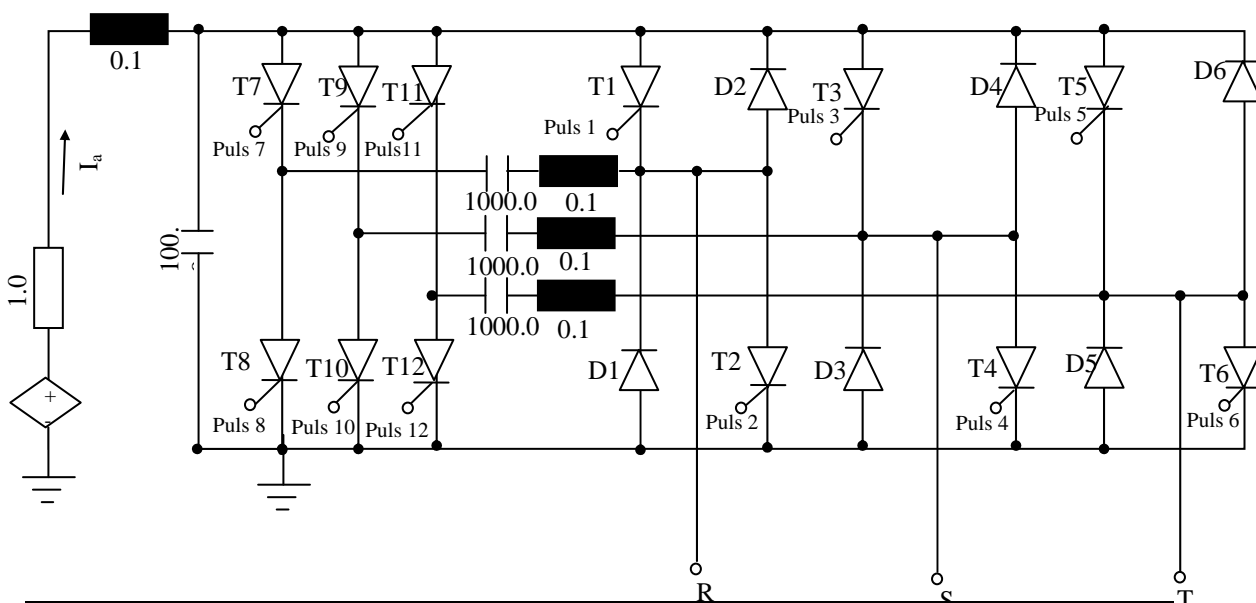 0.1
T7
T9
T11
T1
D2
T3
D4
T5
D6
Puls 7
Puls 9
Puls11
Puls 1
Puls 3
Puls 5
Ia
1000.0
0.1
1000.0
0.1
1000.0
0.1
100.
1.0
+
-
T8
T10
T12
D1
T2
D3
T4
D5
T6
Puls 8
Puls 10
Puls 12
Puls 2
Puls 4
Puls 6
R
S
T